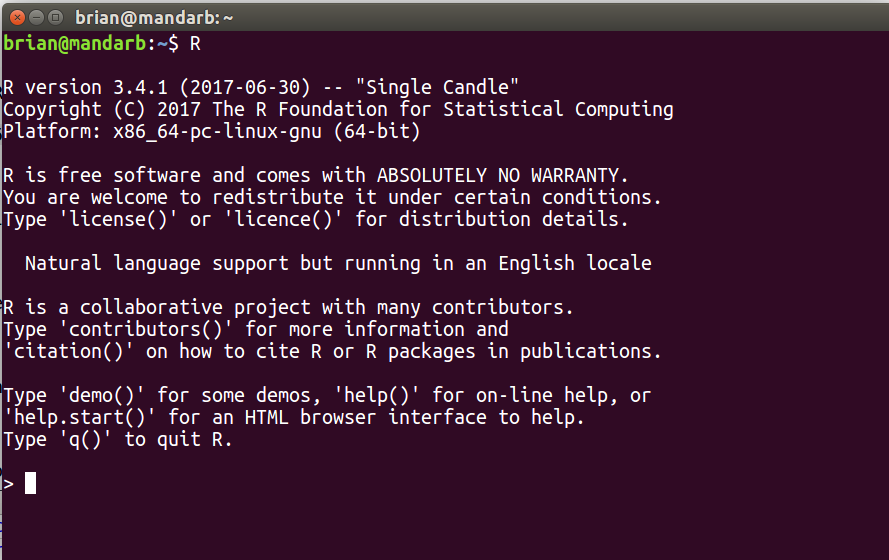 brian@mandarb: ~
brian@mandarb:~$ R
R version 3.4.1 (2017-06-30) -- "Single Candle"
Copyright (C) 2017 The R Foundation for Statistical Computing
Platform: x86_64-pc-linux-gnu (64-bit)
R is free software and comes with ABSOLUTELY NO WARRANTY.
You are welcome to redistribute it under certain conditions.
Type 'license()' or 'licence()' for distribution details.
Natural language support but running in an English locale
R is a collaborative project with many contributors.
Type 'contributors()' for more information and
'citation()' on how to cite R or R packages in publications.
Type 'demo()' for some demos, 'help()' for on-line help, or
'help.start()' for an HTML browser interface to help.
Type 'q()' to quit R.
>